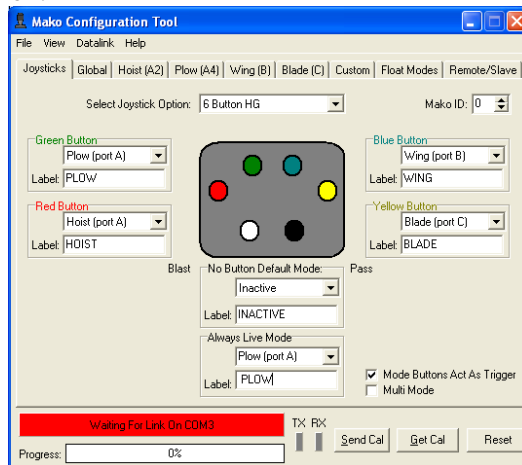 Mako Configuration Tool
File View Datalink Help
Joysticks Global Hoist (A2) Plow (A4) Wing (B) Blade (C) Custom Float Modes Remote/Slave
Select Joystick Option: 6 Button HG Mako ID: 0
Green Button
Plow (port A)
Label: PLOW
Blue Button
Wing (port B)
Label: WING
Red Button
Hoist (port A)
Label: HOIST
Yellow Button
Blade (port C)
Label: BLADE
Blast No Button Default Mode: Pass
Inactive
Label: INACTIVE
Always Live Mode
Plow (port A)
Label: PLOW
Mode Buttons Act As Trigger
Multi Mode
Waiting For Link On COM3 TX RX
Send Cal Get Cal Reset
Progress: 0%